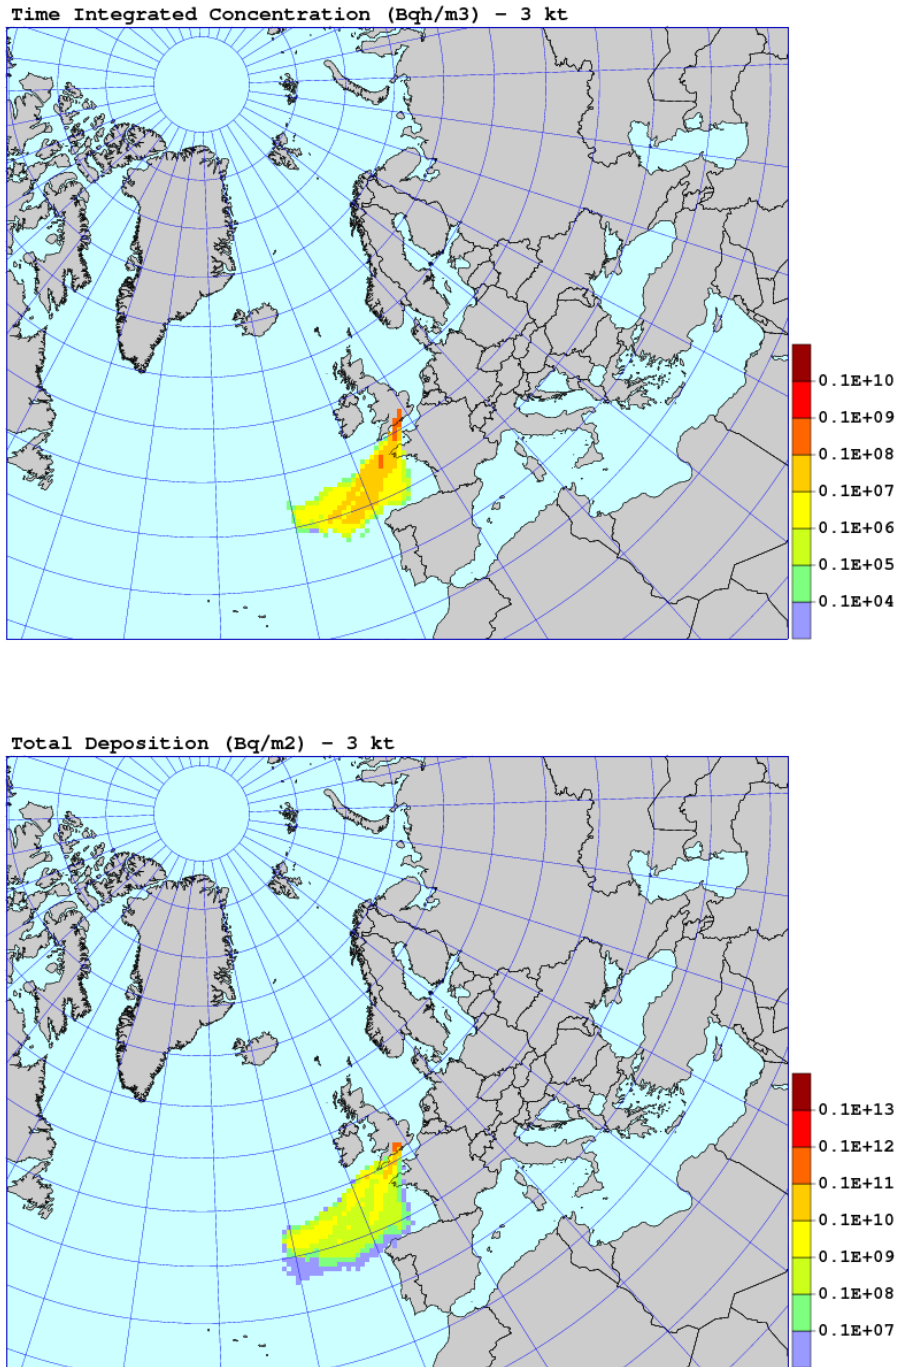 Time Integrated Concentration (Bqh/m3) – 3 kt
0.1E+10
0.1E+09
0.1E+08
0.1E+07
0.1E+06
0.1E+05
0.1E+04
Total Deposition (Bq/m2) – 3 kt
0.1E+13
0.1E+12
0.1E+11
0.1E+10
0.1E+09
0.1E+08
0.1E+07